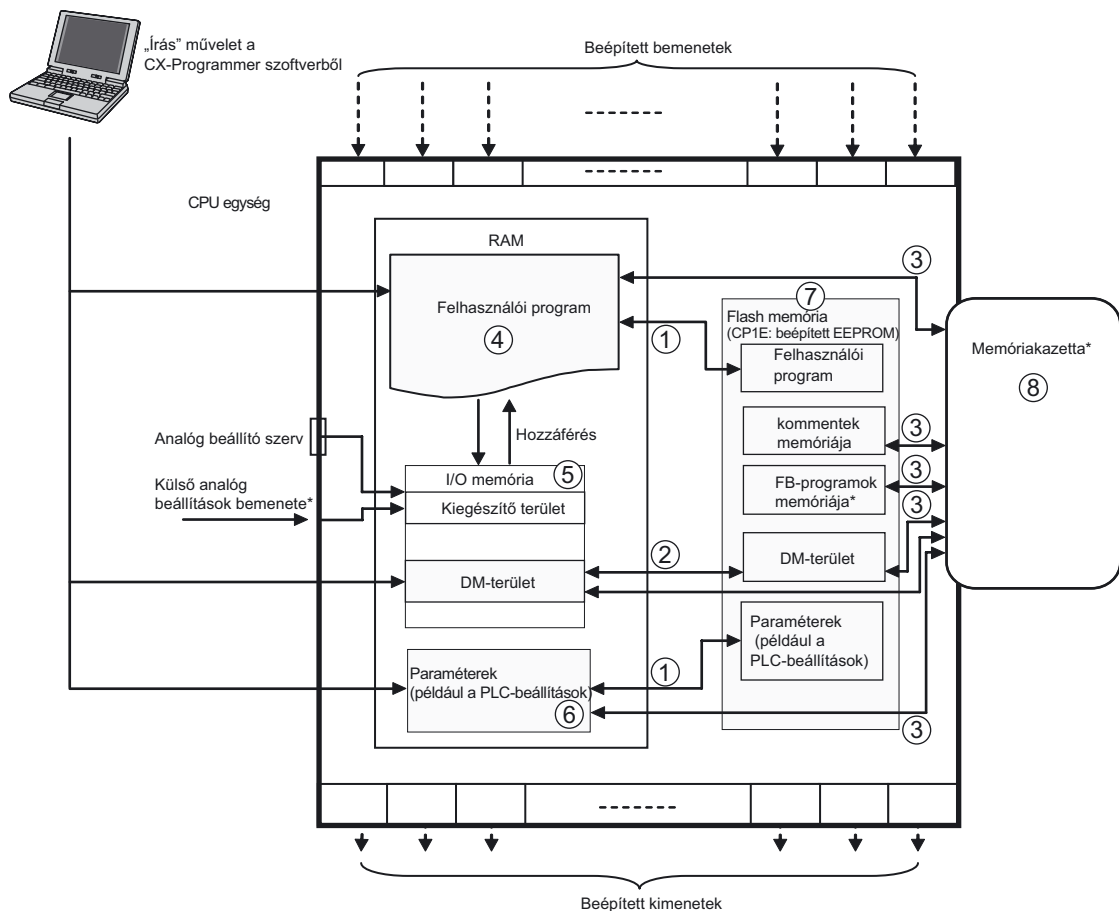 „Írás” művelet a
CX-Programmer szoftverből
Beépített bemenetek
CPU egység
RAM
Felhasználói program
4
1
3
7
Flash memória
(CP1E: beépített EEPROM)
Felhasználói
program
Memóriakazetta*
8
kommentek
memóriája
3
FB-programok
memóriája*
3
3
Hozzáférés
Analóg beállító szerv
Külső analóg
beállítások bemenete*
I/O memória
5
Kiegészítő terület
DM-terület
2
DM-terület
Paraméterek
(például a PLC-beállítások)
Paraméterek
(például a PLC-beállítások)
6
1
3
Beépített kimenetek